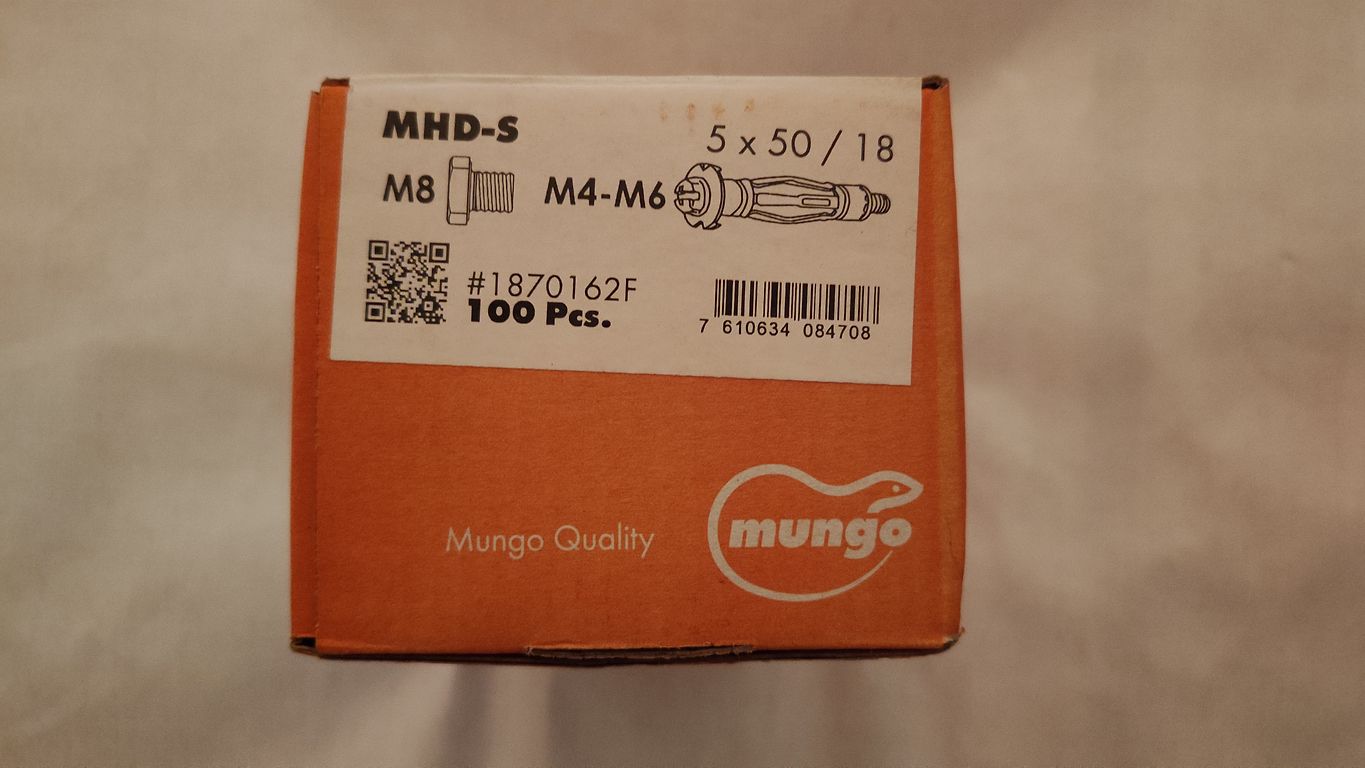 MHD-S
5 x 50 / 18
M8
M4-M6
#1870162F
100 Pcs.
7 610634 084708
Mungo Quality
mungo